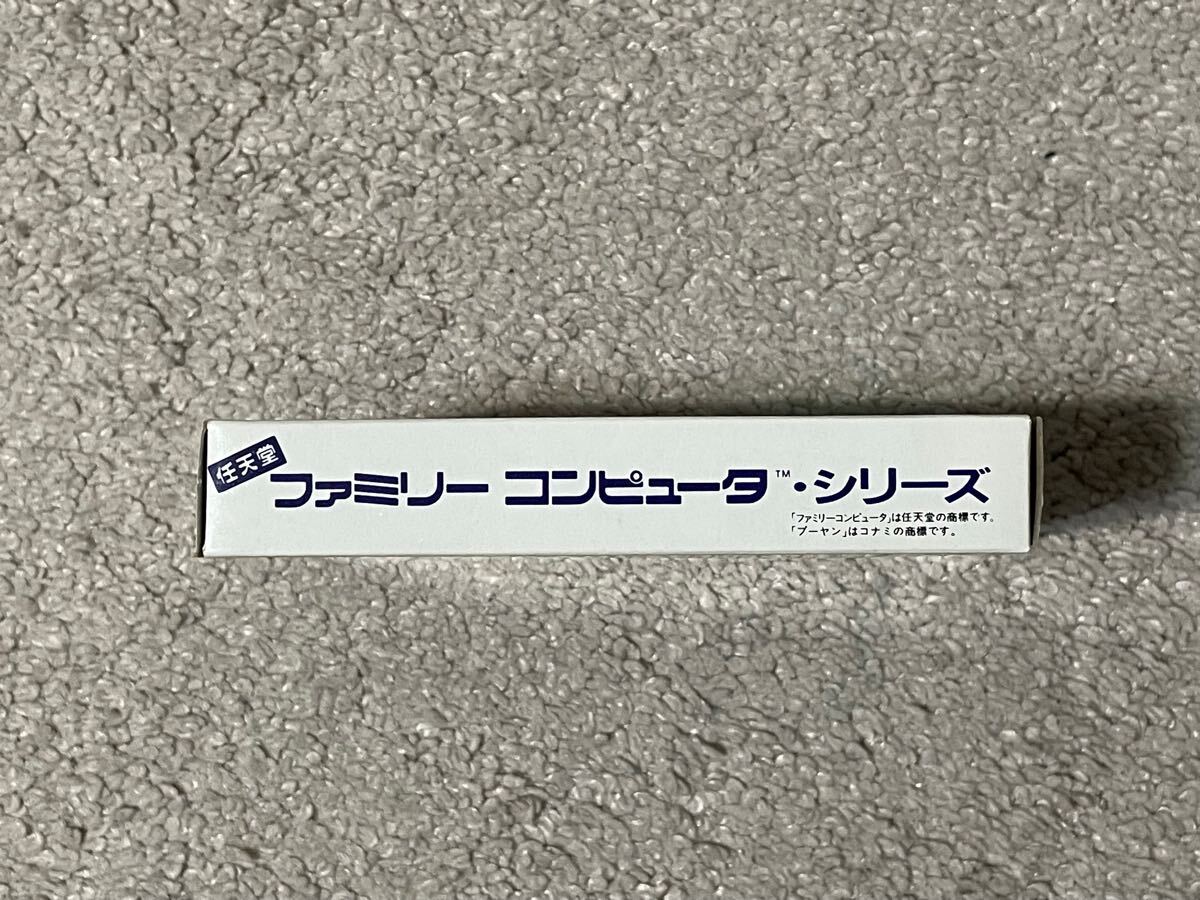 任天堂
ファミリー コンピュータ™・シリーズ
「ファミリーコンピュータ」は任天堂の商標です。
「プーヤン」はコナミの商標です。